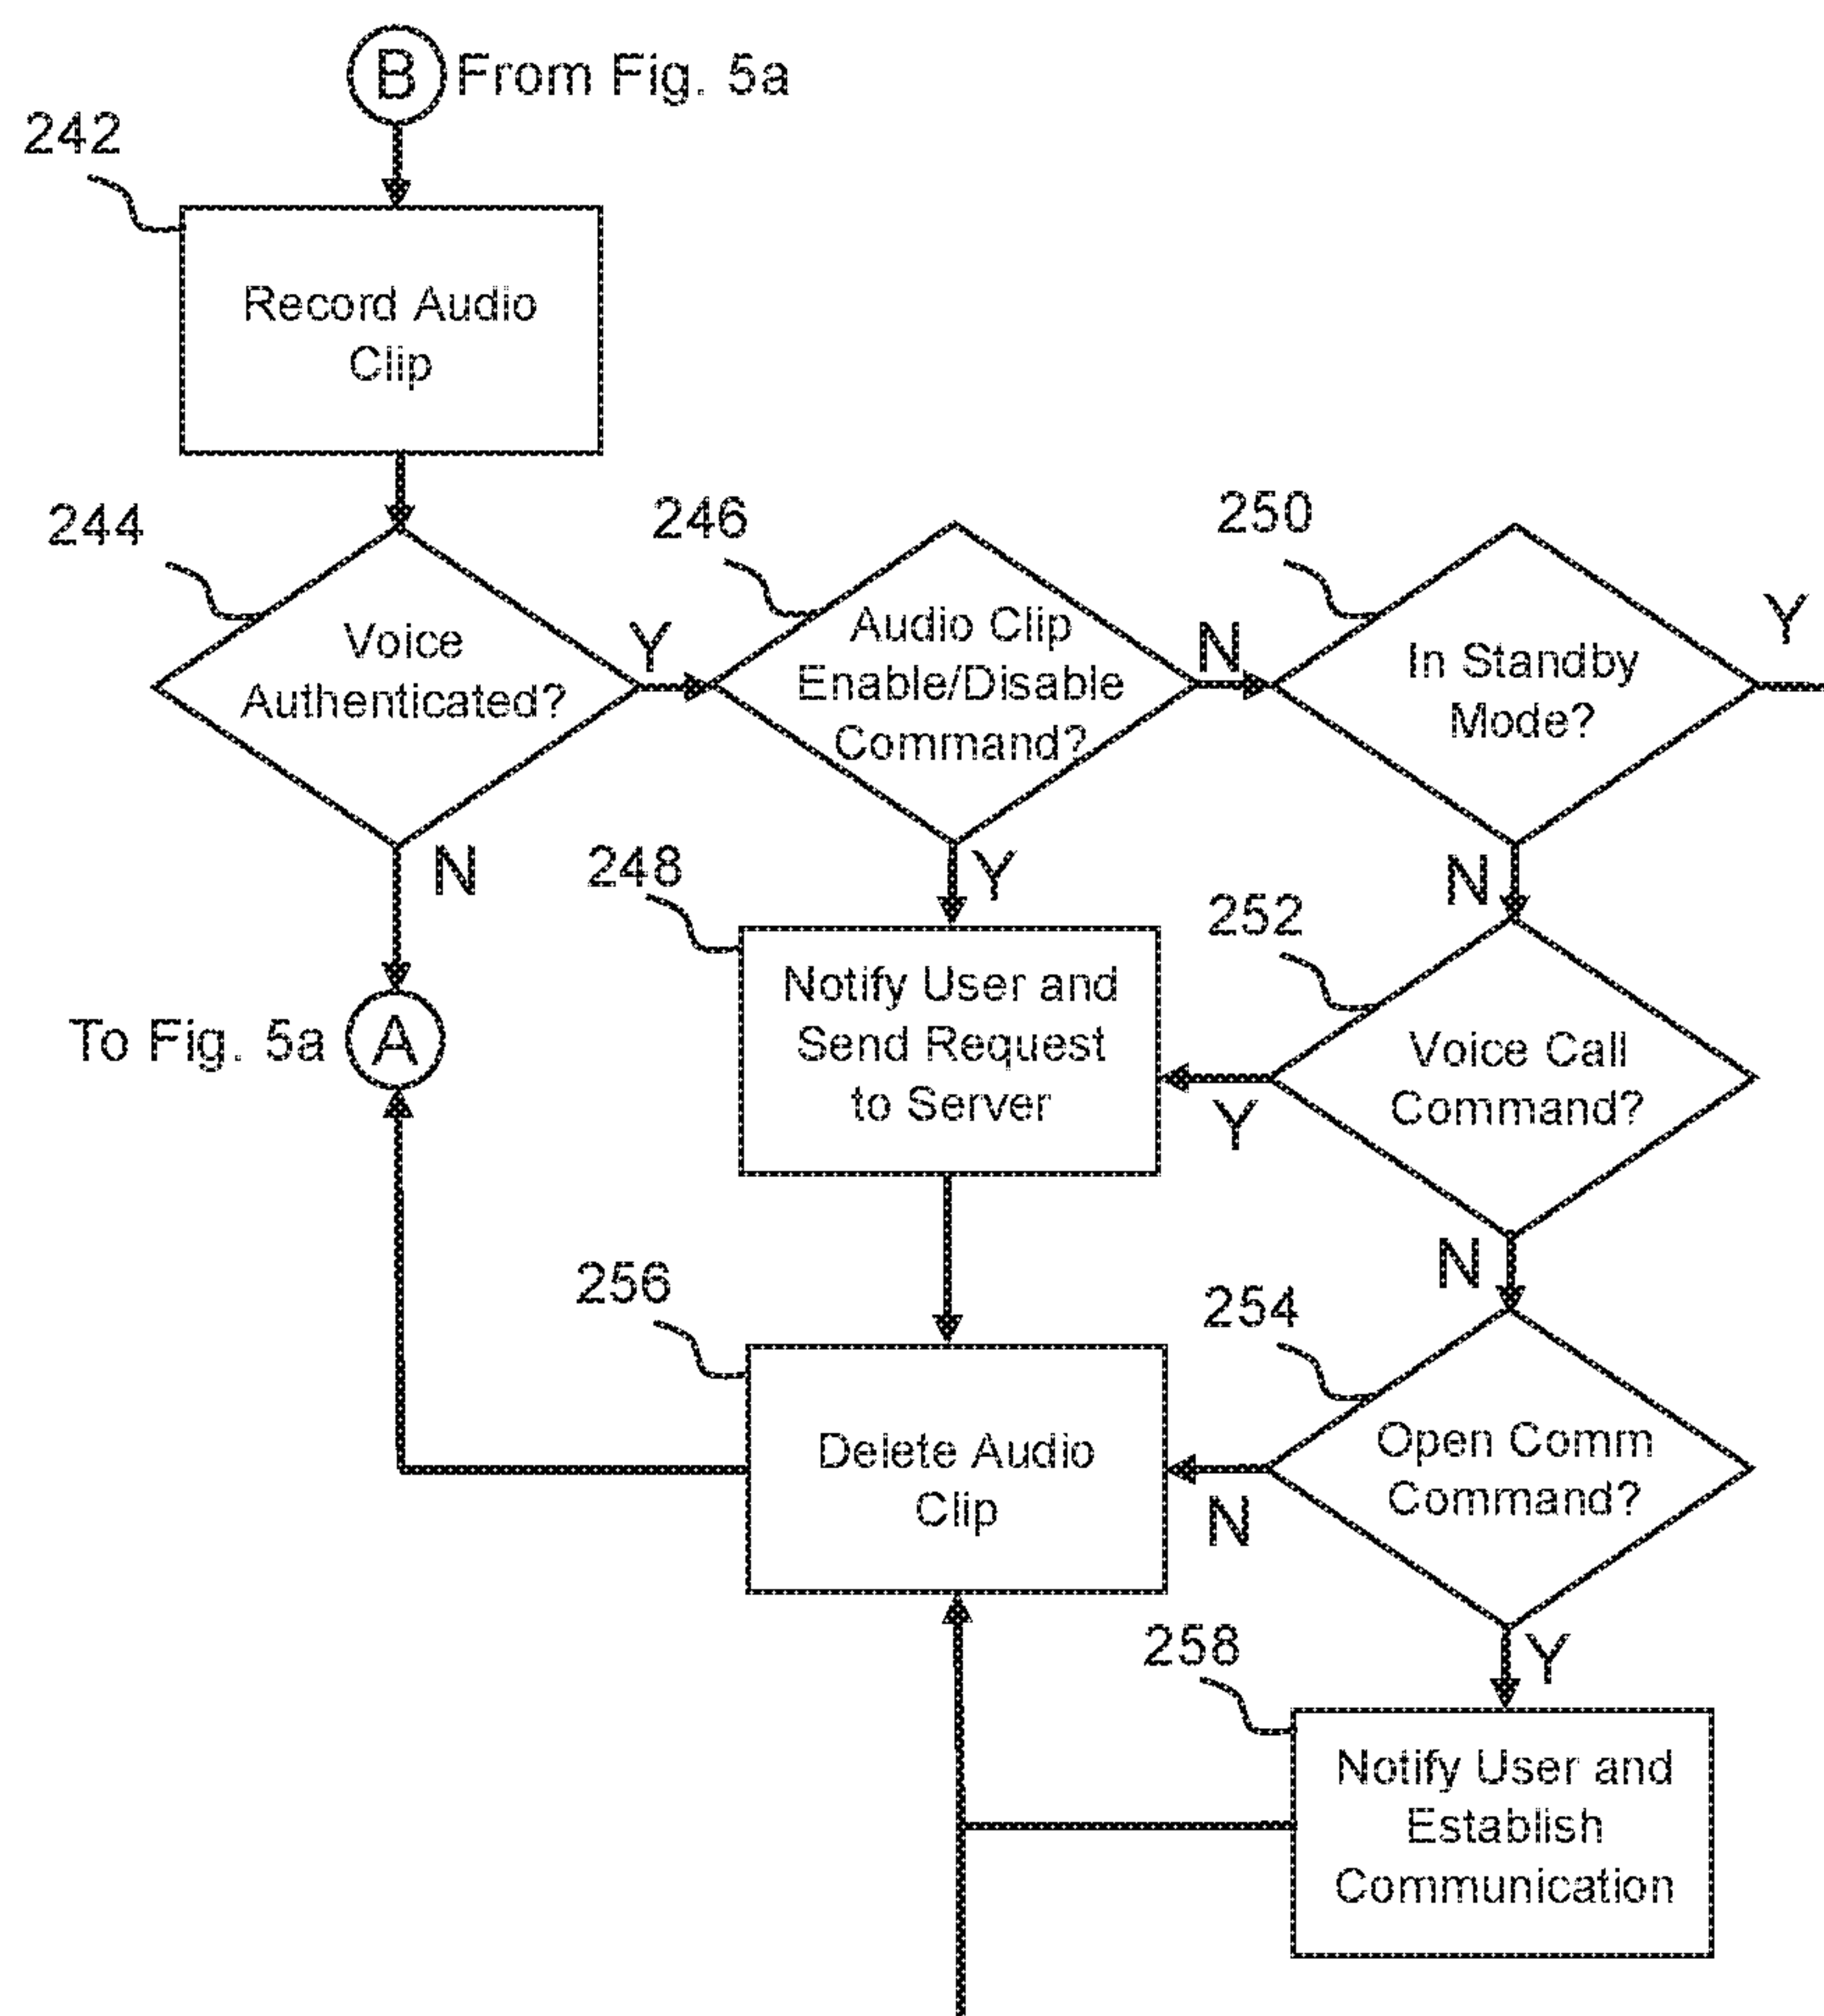 B From Fig. 5a
242
Record Audio
Clip
244
246
250
Voice
Authenticated?
Y
Audio Clip
Enable/Disable
Command?
N
In Standby
Mode?
Y
N
Y
N
248
252
Notify User and
Send Request
to Server
Voice Call
Command?
Y
To Fig. 5a A
N
256
254
Delete Audio
Clip
Open Comm
Command?
N
Y
258
Notify User and
Establish
Communication